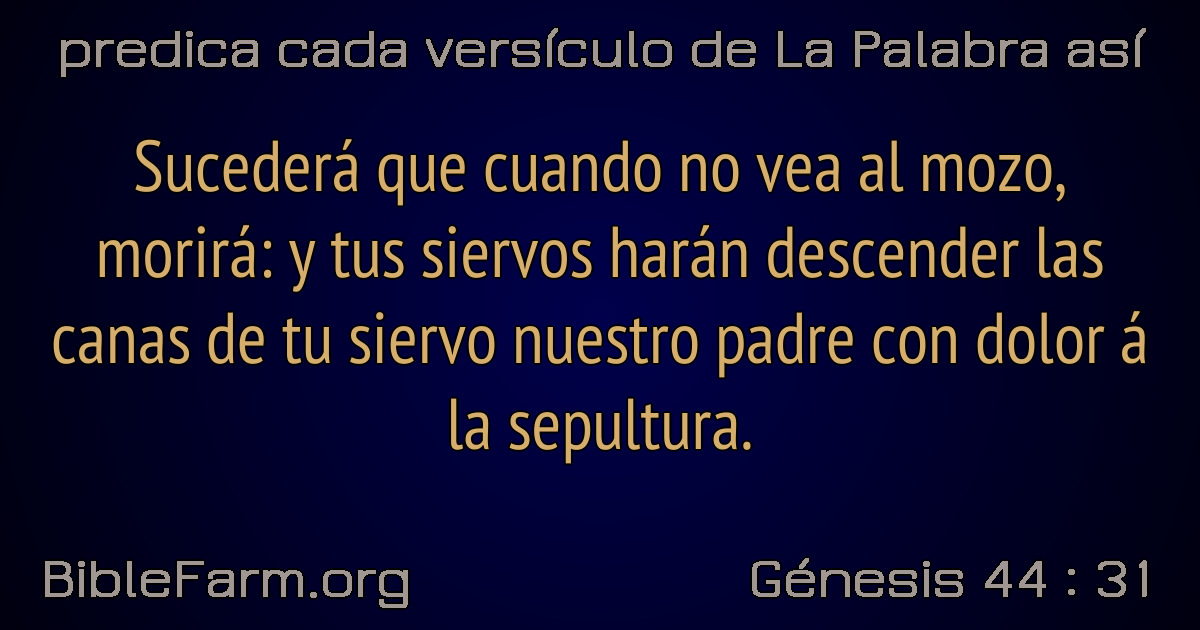 predica cada versículo de La Palabra así
Sucederá que cuando no vea al mozo,
morirá: y tus siervos harán descender las
canas de tu siervo nuestro padre con dolor á
la sepultura.
BibleFarm.org
Génesis 44 : 31